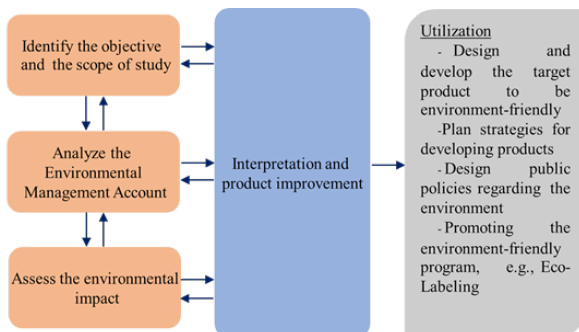 Identify the objective
and the scope of study
Analyze the
Environmental
Management Account
Assess the environmental
impact
Interpretation and
product improvement
Utilization
- Design and
develop the target
product to be
environment-friendly
- Plan strategies for
developing products
- Design public
policies regarding the
environment
- Promoting the
environment-friendly
program, e.g., Eco-
Labeling